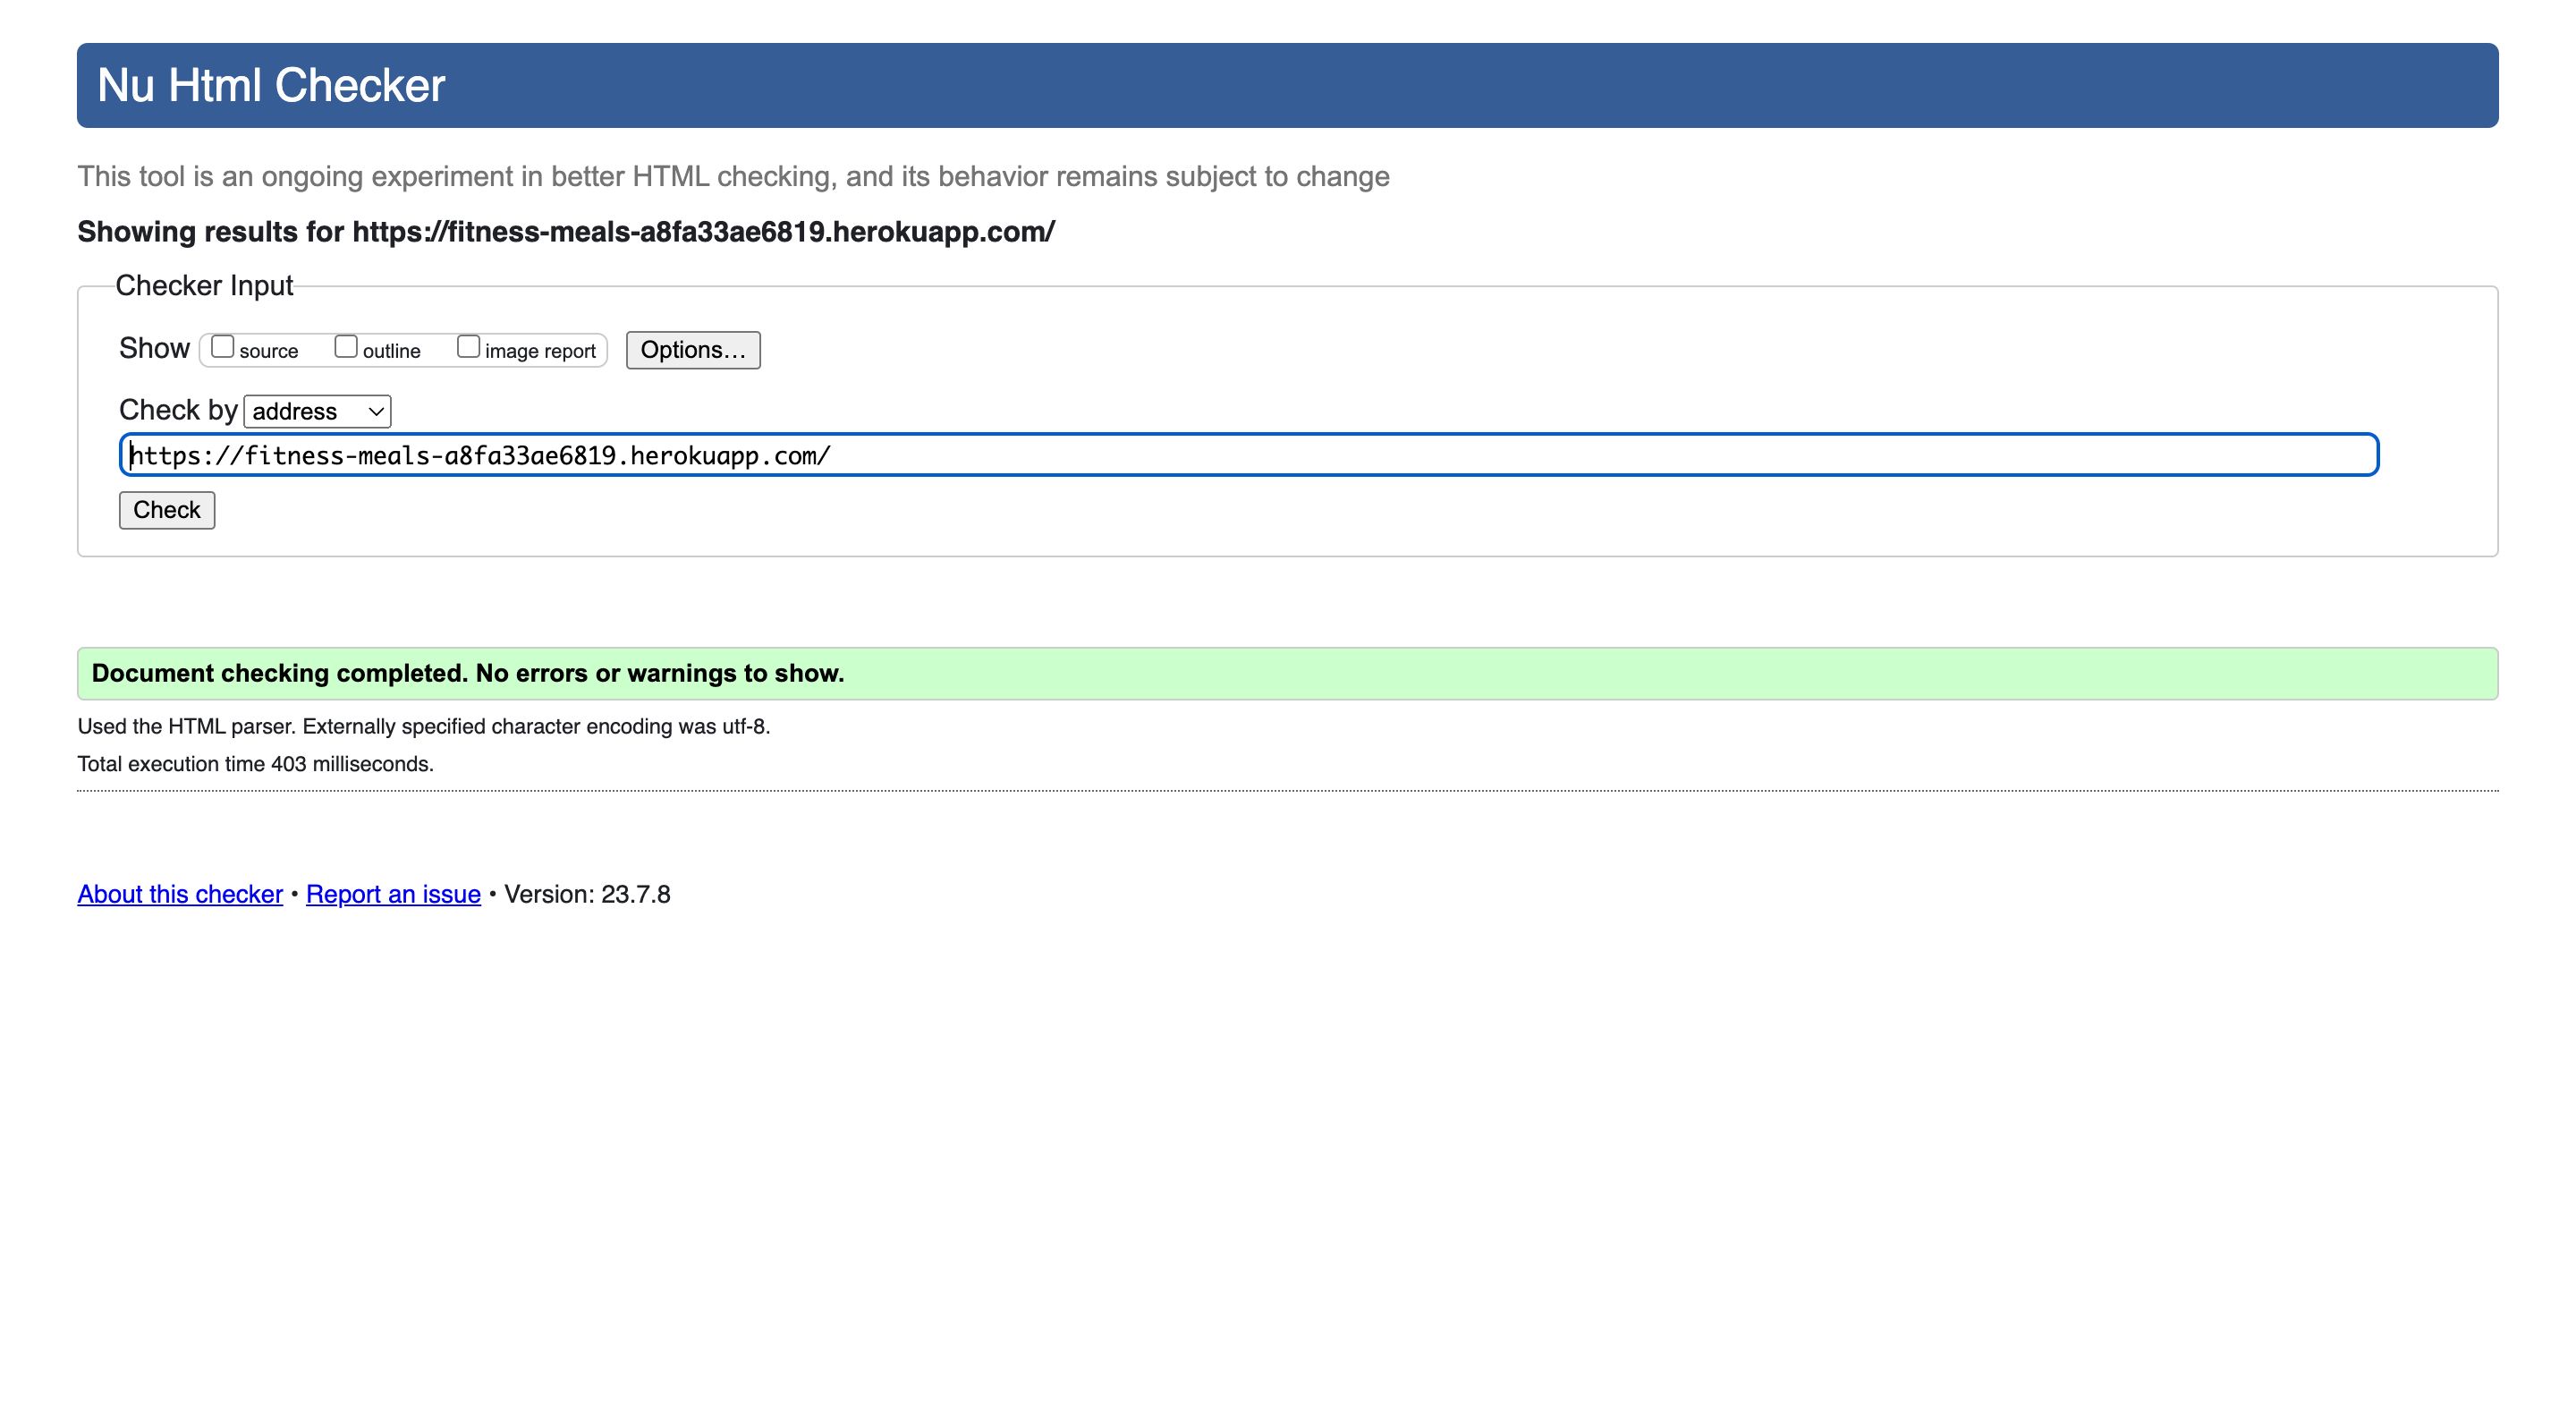 Nu Html Checker
This tool is an ongoing experiment in better HTML checking, and its behavior remains subject to change
Showing results for https://fitness-meals-a8fa33ae6819.herokuapp.com/
Checker Input
Show source outline image report Options...
Check by address
https://fitness-meals-a8fa33ae6819.herokuapp.com/
Check
Document checking completed. No errors or warnings to show.
Used the HTML parser. Externally specified character encoding was utf-8.
Total execution time 403 milliseconds.
About this checker • Report an issue • Version: 23.7.8